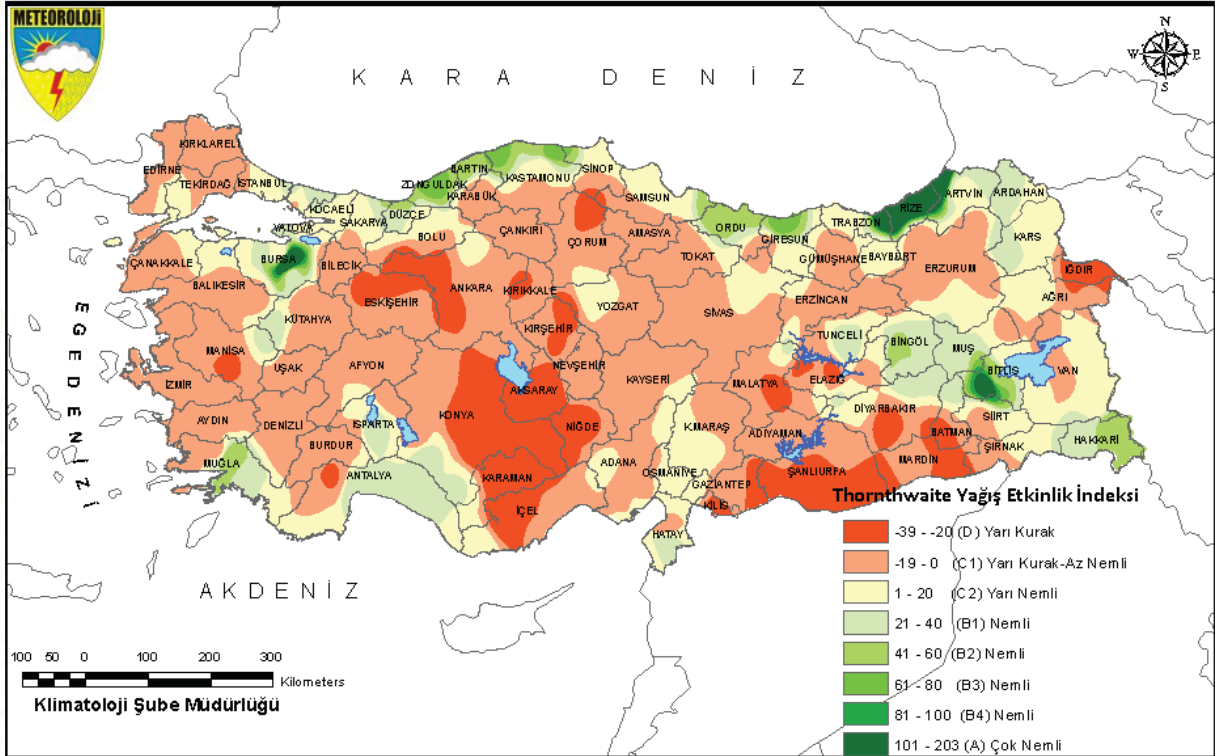 METEOROLOJİ
N
W E
S
K A R A D E N İ Z
KIRKLARELİ
EDİRNE
TEKİRDAĞ
İSTANBUL
KOCAELİ
YALOVA
SAKARYA
DÜZCE
ZONGULDAK
BARTIN
KARABÜK
KASTAMONU
SİNOP
SAMSUN
BOLU
ÇANKIRI
ÇORUM
AMASYA
TOKAT
ORDU
GİRESUN
TRABZON
RİZE
ARTVİN
ARDAHAN
KARS
GÜMÜŞHANE
BAYBURT
ERZURUM
IĞDIR
AĞRI
ERZİNCAN
ÇANAKKALE
BALIKESİR
BURSA
BİLECİK
ESKİŞEHİR
ANKARA
KIRIKKALE
YOZGAT
SİVAS
KÜTAHYA
KIRŞEHİR
TUNCELİ
BİNGÖL
MUŞ
BİTLİS
VAN
E G E D E N İ Z İ
MANİSA
UŞAK
AFYON
NEVŞEHİR
KAYSERİ
MALATYA
ELAZIĞ
İZMİR
AKSARAY
KONYA
NİĞDE
DİYARBAKIR
SİİRT
AYDIN
DENİZLİ
ISPARTA
BURDUR
K.MARAŞ
ADIYAMAN
BATMAN
MARDİN
ŞIRNAK
HAKKARİ
MUĞLA
ANTALYA
KARAMAN
ADANA
OSMANİYE
GAZİANTEP
ŞANLIURFA
KİLİS
İÇEL
HATAY
A K D E N İ Z
Thornthwaite Yağış Etkinlik İndeksi
-39 - -20 (D) Yarı Kurak
-19 - 0 (C1) Yarı Kurak-Az Nemli
1 - 20 (C2) Yarı Nemli
21 - 40 (B1) Nemli
41 - 60 (B2) Nemli
61 - 80 (B3) Nemli
81 - 100 (B4) Nemli
101 - 203 (A) Çok Nemli
100 50 0 100 200 300
Kilometers
Klimatoloji Şube Müdürlüğü